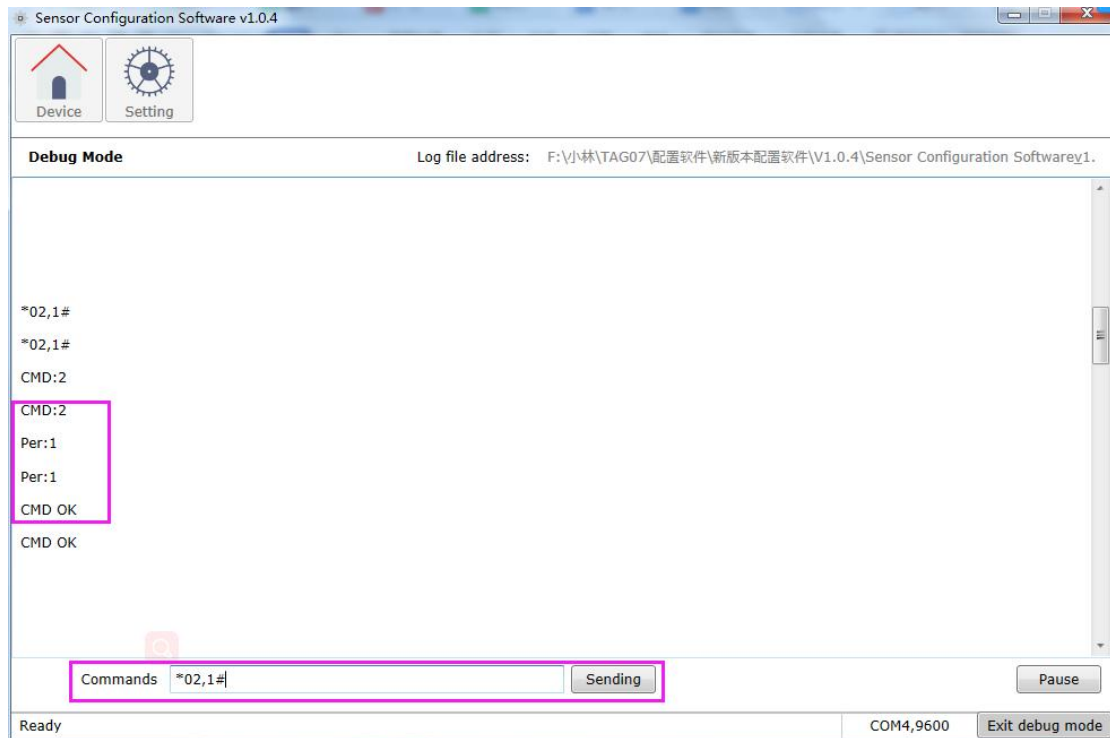 Sensor Configuration Software v1.0.4
Device
Setting
Debug Mode
Log file address: F:\小林\TAG07\配置软件\新版本配置软件\V1.0.4\Sensor Configuration Softwarev1.
*02,1#
*02,1#
CMD:2
CMD:2
Per:1
Per:1
CMD OK
CMD OK
Commands *02,1# Sending Pause
Ready COM4,9600 Exit debug mode